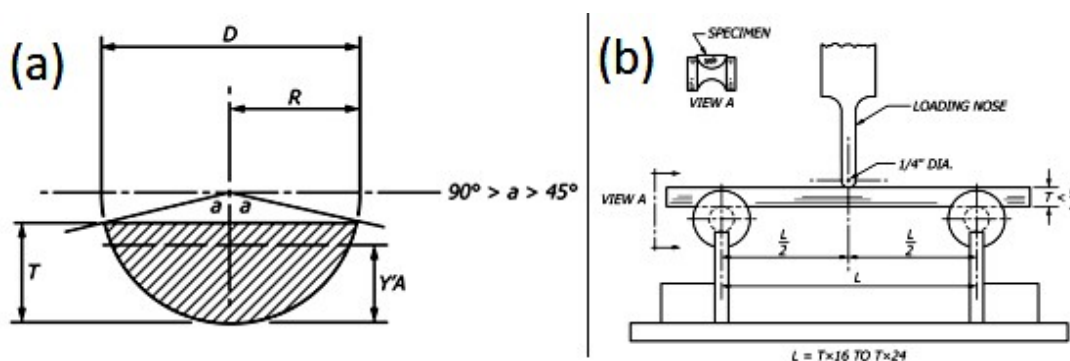 (a)
D
R
90° > a > 45°
a
a
T
Y'A
(b)
SPECIMEN
VIEW A
LOADING NOSE
1/4" DIA.
VIEW A
T
L
2
L
2
L
L = T×16 TO T×24